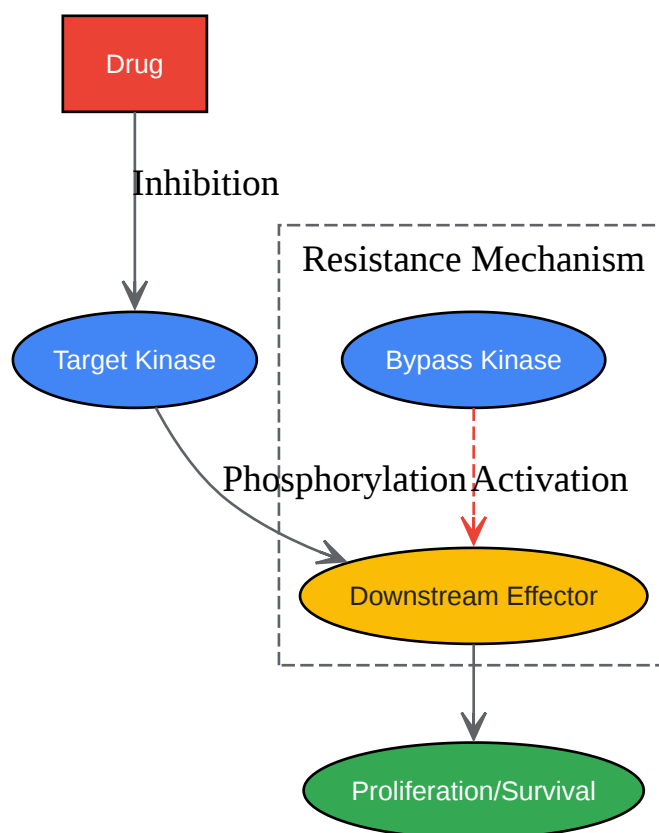 Drug
Inhibition
Resistance Mechanism
Target Kinase
Bypass Kinase
Phosphorylation
Activation
Downstream Effector
Proliferation/Survival